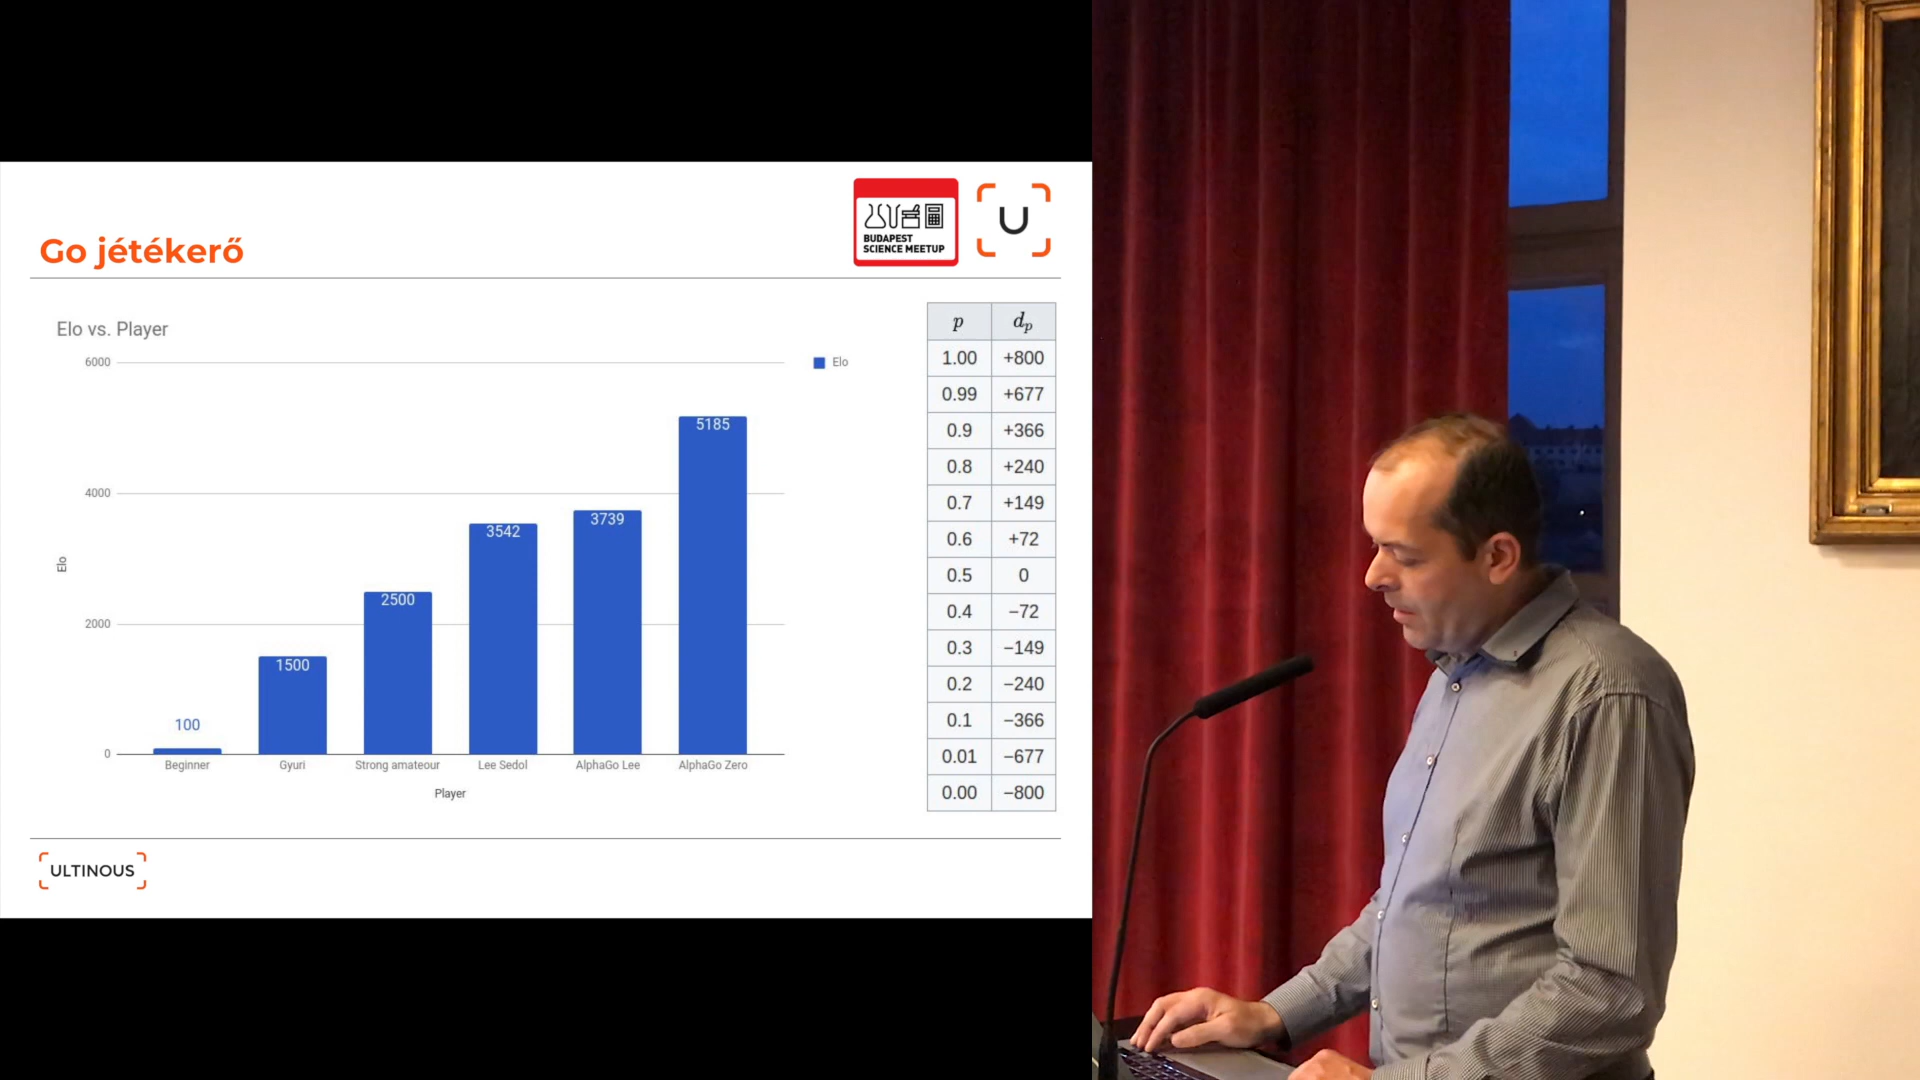 BUDAPEST
SCIENCE MEETUP
U
Go jétékerő
Elo vs. Player
6000
4000
2000
0
Elo
Elo
100
1500
2500
3542
3739
5185
Beginner
Gyuri
Strong amateour
Lee Sedol
AlphaGo Lee
AlphaGo Zero
Player
p dp
1.00 +800
0.99 +677
0.9 +366
0.8 +240
0.7 +149
0.6 +72
0.5 0
0.4 −72
0.3 −149
0.2 −240
0.1 −366
0.01 −677
0.00 −800
ULTINOUS